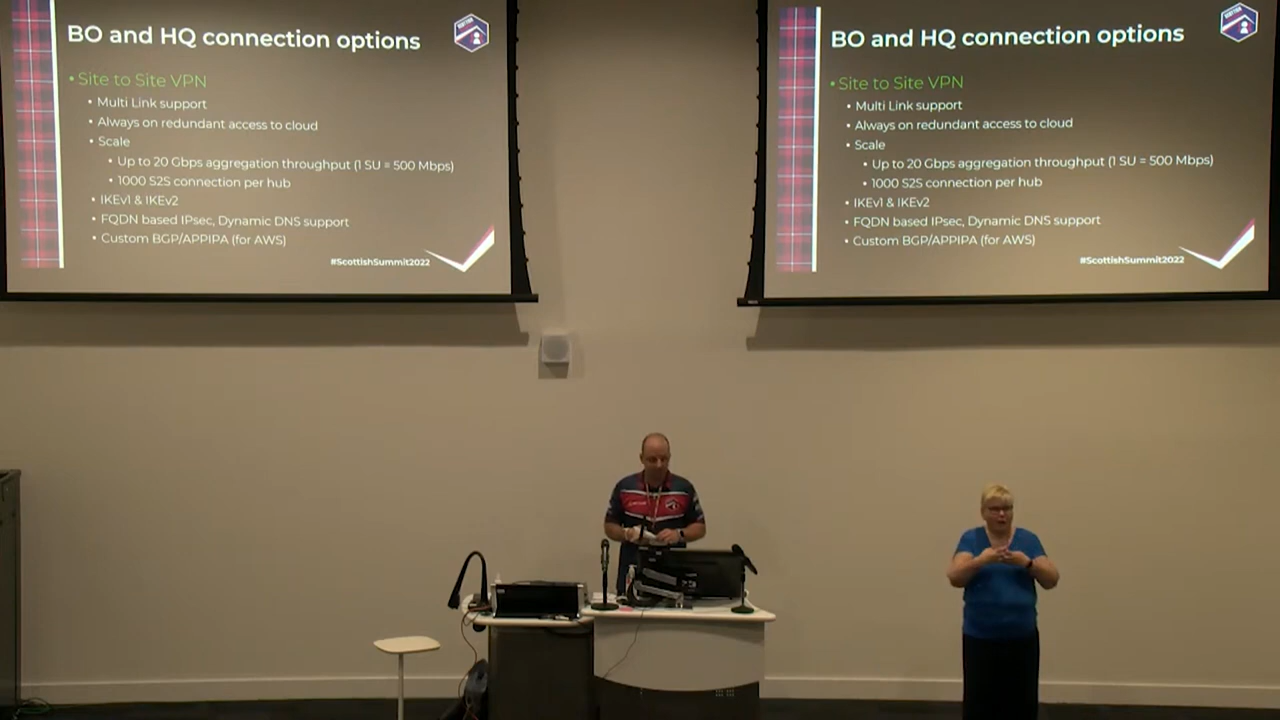 BO and HQ connection options
• Site to Site VPN
• Multi Link support
• Always on redundant access to cloud
• Scale
• Up to 20 Gbps aggregation throughput (1 SU = 500 Mbps)
• 1000 S2S connection per hub
• IKEv1 & IKEv2
• FQDN based IPsec, Dynamic DNS support
• Custom BGP/APPIPA (for AWS)
#ScottishSummit2022
BO and HQ connection options
• Site to Site VPN
• Multi Link support
• Always on redundant access to cloud
• Scale
• Up to 20 Gbps aggregation throughput (1 SU = 500 Mbps)
• 1000 S2S connection per hub
• IKEv1 & IKEv2
• FQDN based IPsec, Dynamic DNS support
• Custom BGP/APPIPA (for AWS)
#ScottishSummit2022